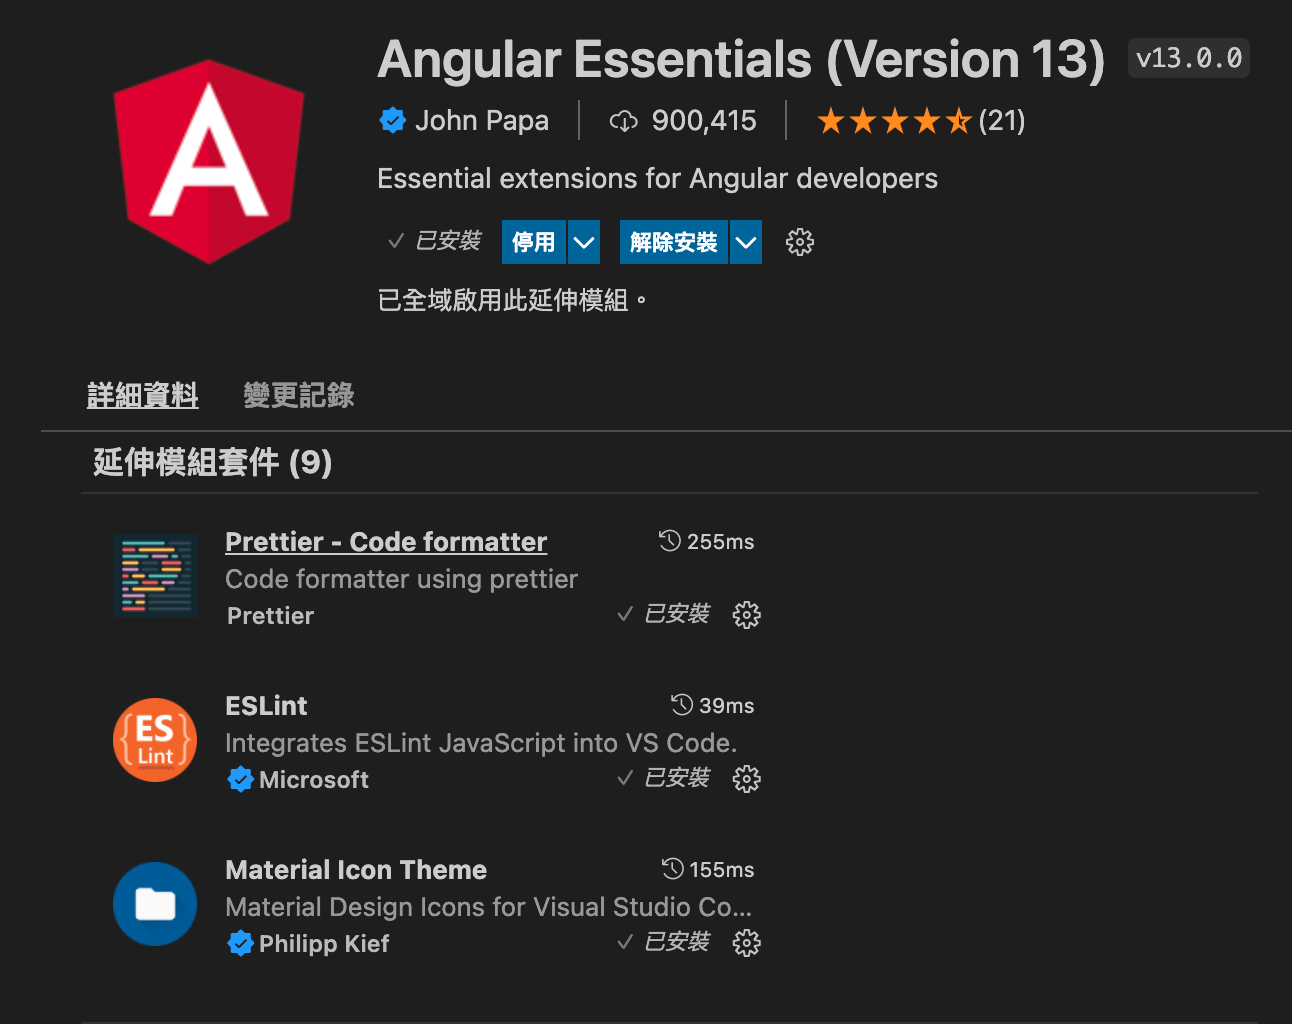 Angular Essentials (Version 13) v13.0.0
John Papa 900,415 (21)
Essential extensions for Angular developers
已安裝 停用 解除安裝
已全域啟用此延伸模組。
詳細資料 變更記錄
延伸模組套件 (9)
Prettier - Code formatter 255ms
Code formatter using prettier
Prettier 已安裝
ES
Lint
ESLint 39ms
Integrates ESLint JavaScript into VS Code.
Microsoft 已安裝
Material Icon Theme 155ms
Material Design Icons for Visual Studio Co...
Philipp Kief 已安裝